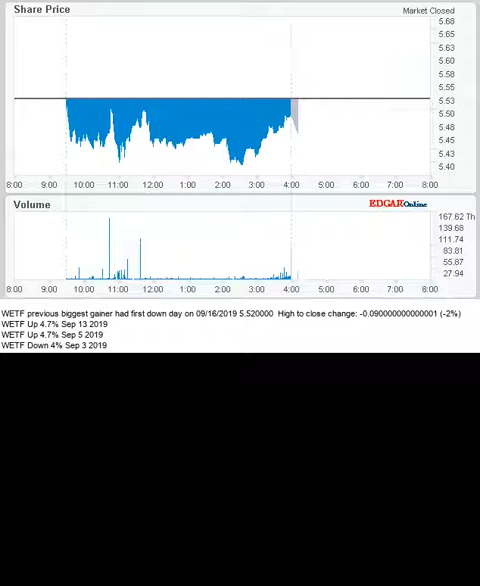 Share Price
Market Closed
5.68
5.65
5.63
5.60
5.58
5.55
5.53
5.50
5.48
5.45
5.43
5.40
8:00 9:00 10:00 11:00 12:00 1:00 2:00 3:00 4:00 5:00 6:00 7:00 8:00
Volume
EDGAROnline
167.62 Th
139.68
111.74
83.81
55.87
27.94
8:00 9:00 10:00 11:00 12:00 1:00 2:00 3:00 4:00 5:00 6:00 7:00 8:00
WETF previous biggest gainer had first down day on 09/16/2019 5.520000 High to close change: -0.090000000000001 (-2%)
WETF Up 4.7% Sep 13 2019
WETF Up 4.7% Sep 5 2019
WETF Down 4% Sep 3 2019